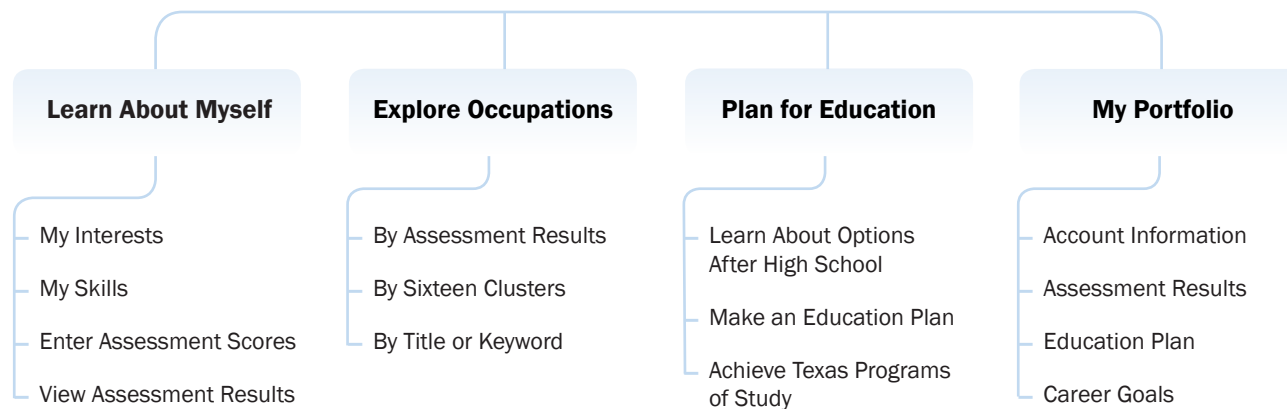 Learn About Myself
My Interests
My Skills
Enter Assessment Scores
View Assessment Results
Explore Occupations
By Assessment Results
By Sixteen Clusters
By Title or Keyword
Plan for Education
Learn About Options
After High School
Make an Education Plan
Achieve Texas Programs
of Study
My Portfolio
Account Information
Assessment Results
Education Plan
Career Goals